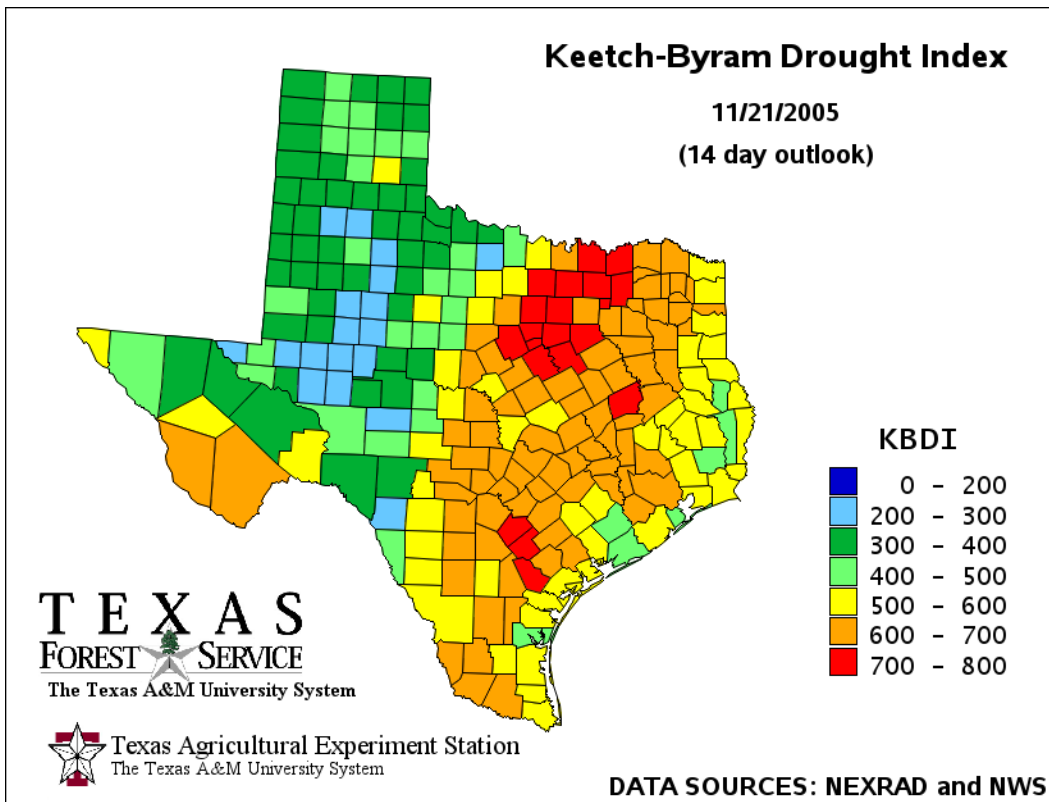 Keetch-Byram Drought Index
11/21/2005
(14 day outlook)
KBDI
0 - 200
200 - 300
300 - 400
400 - 500
500 - 600
600 - 700
700 - 800
TEXAS
FOREST SERVICE
The Texas A&M University System
Texas Agricultural Experiment Station
The Texas A&M University System
DATA SOURCES: NEXRAD and NWS